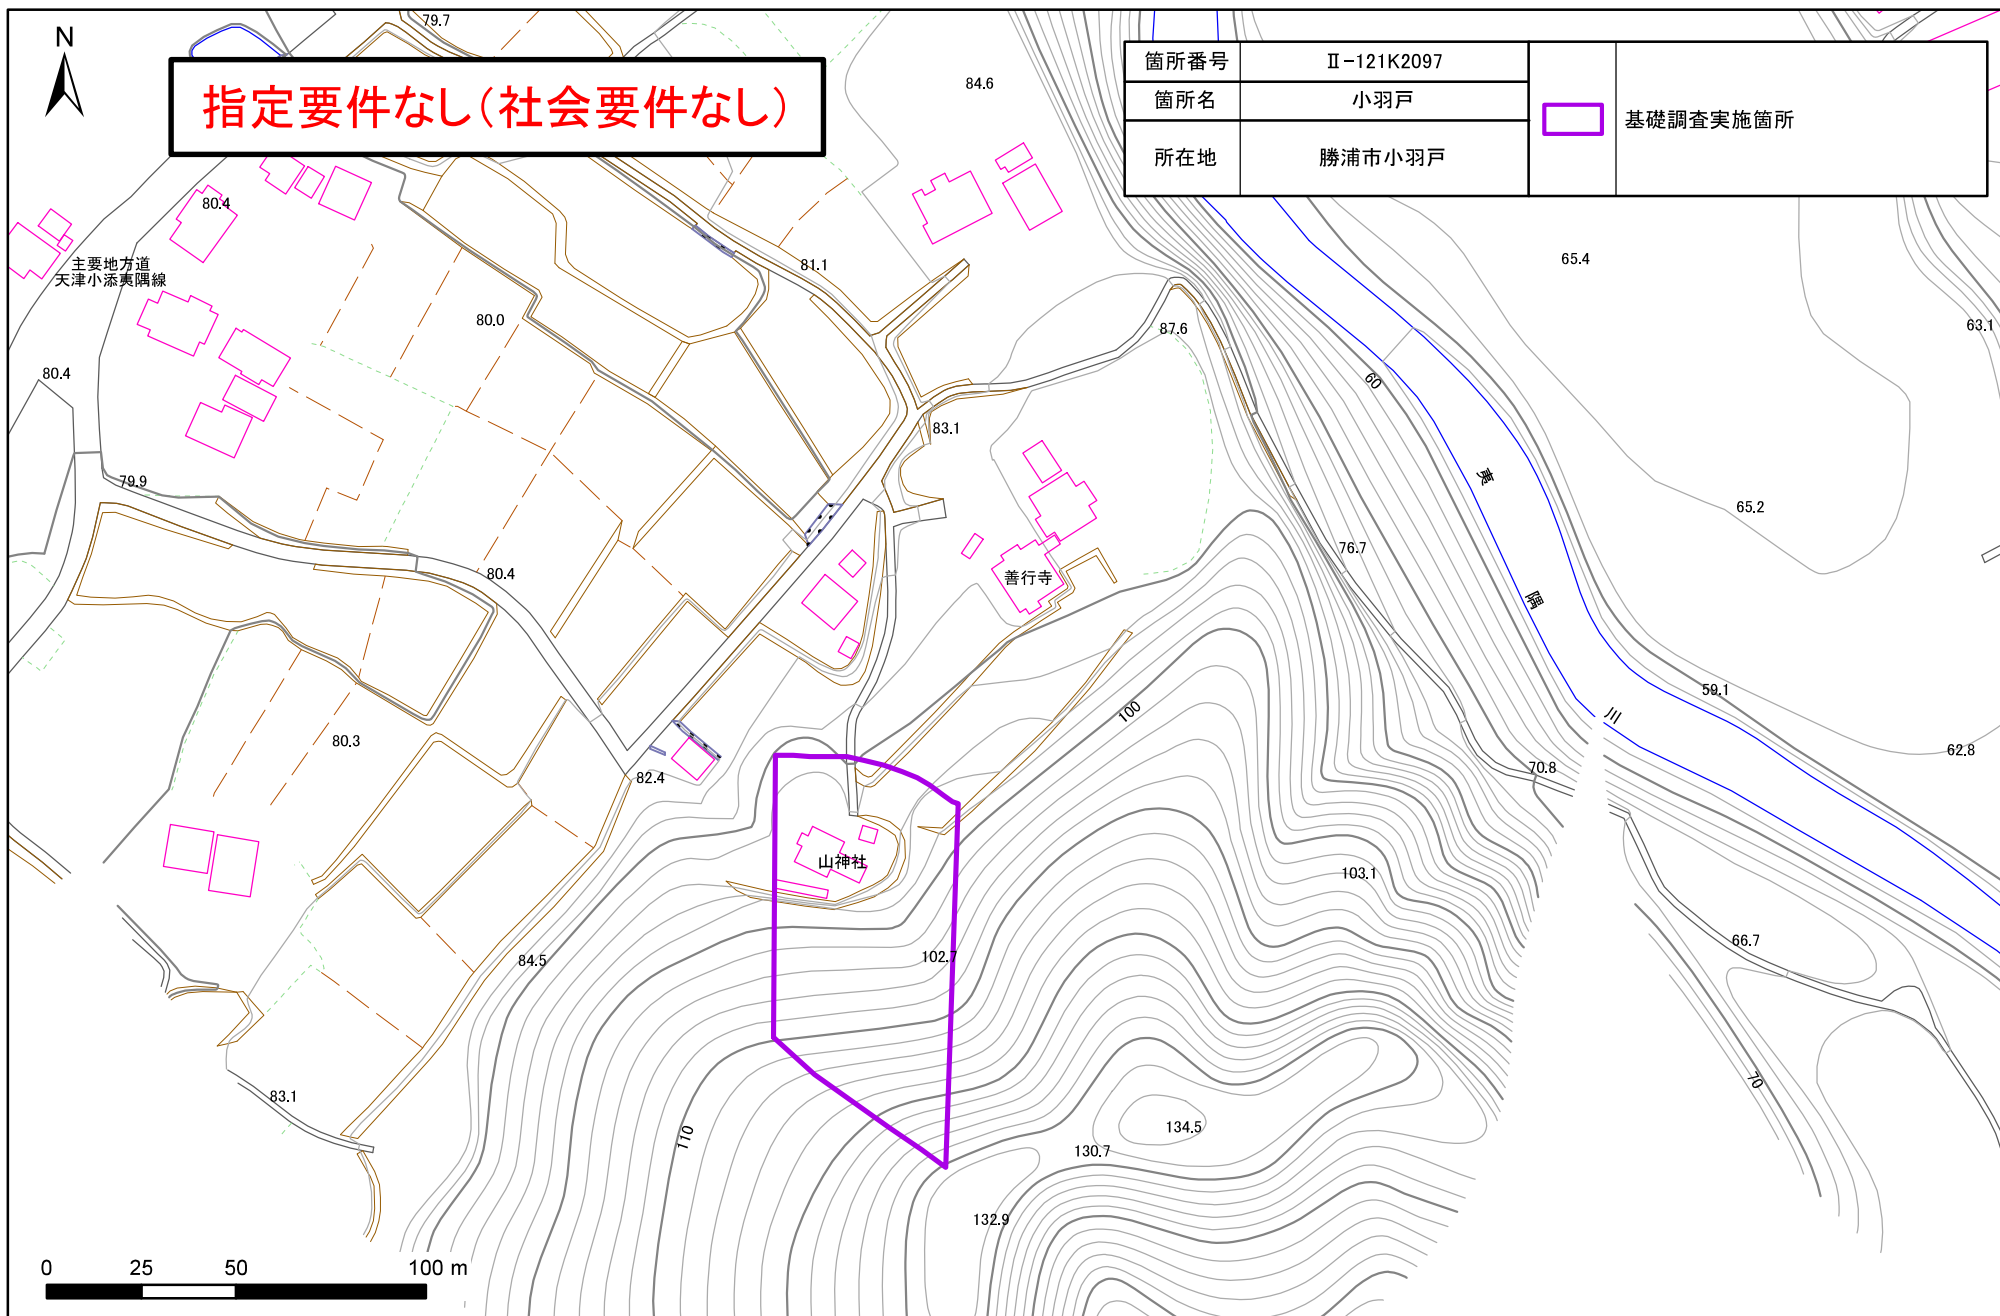 N
指定要件なし(社会要件なし)
箇所番号 Ⅱ-121K2097
箇所名 小羽戸
所在地 勝浦市小羽戸
基礎調査実施箇所
79.7
84.6
80.4
主要地方道
天津小湊夷隅線
81.1
65.4
80.0
87.6
63.1
80.4
60
83.1
79.9
夷
65.2
76.7
80.4
善行寺
隅
59.1
川
100
80.3
62.8
82.4
70.8
山神社
103.1
66.7
84.5
102.7
70
83.1
110
134.5
130.7
132.9
0 25 50 100 m